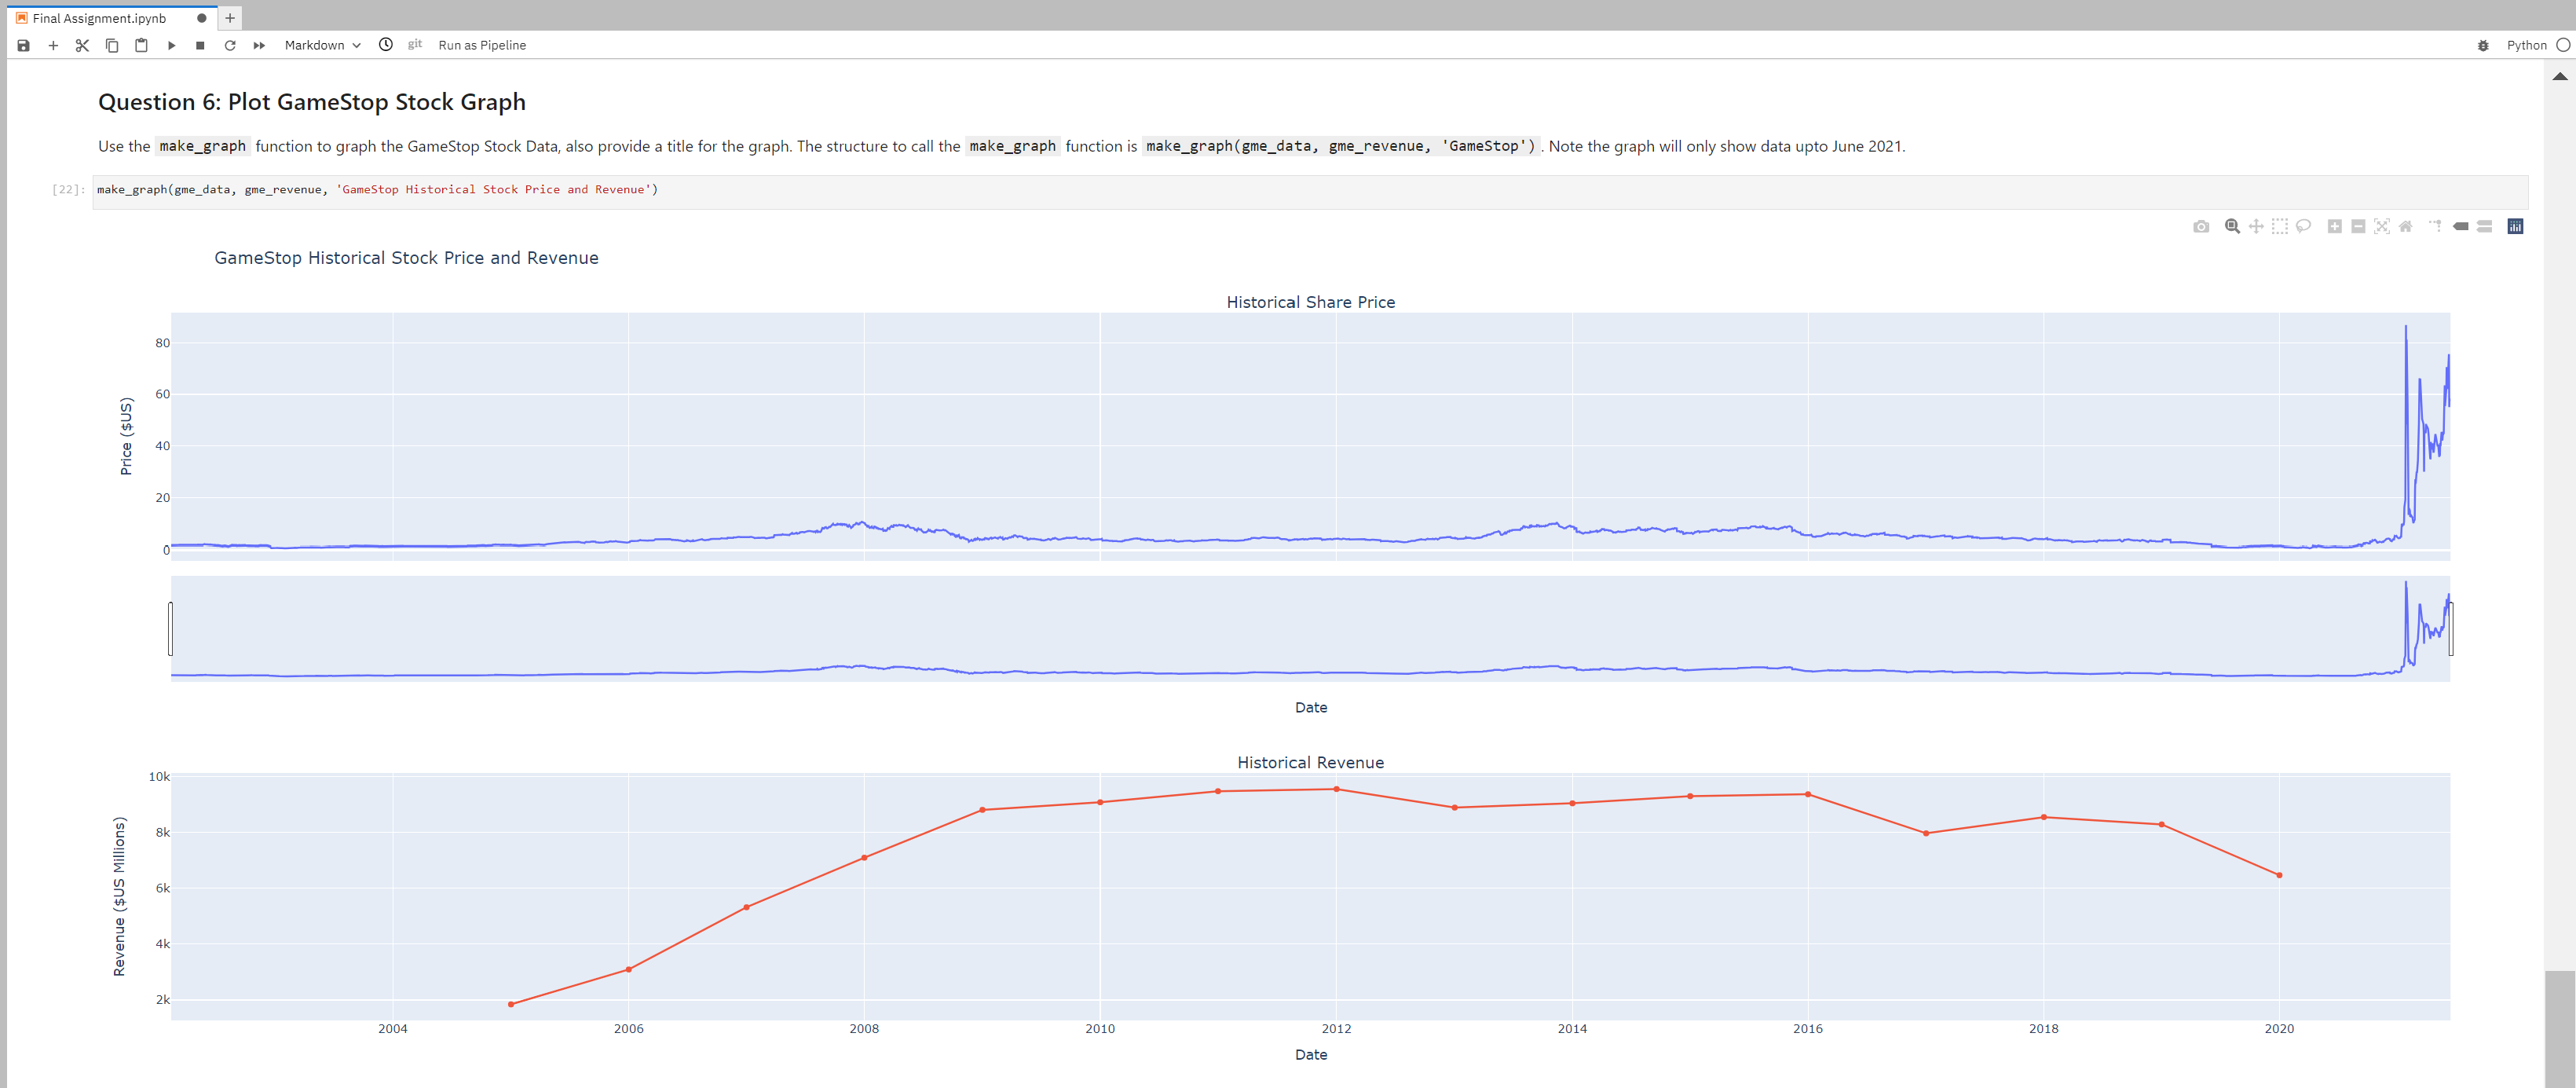 Final Assignment.ipynb
Markdown git Run as Pipeline Python
Question 6: Plot GameStop Stock Graph
Use the make_graph function to graph the GameStop Stock Data, also provide a title for the graph. The structure to call the make_graph function is make_graph(gme_data, gme_revenue, 'GameStop') . Note the graph will only show data upto June 2021.
[22]: make_graph(gme_data, gme_revenue, 'GameStop Historical Stock Price and Revenue')
GameStop Historical Stock Price and Revenue
Historical Share Price
80
60
40
20
0
Price ($US)
Date
Historical Revenue
10k
8k
6k
4k
2k
Revenue ($US Millions)
2004 2006 2008 2010 2012 2014 2016 2018 2020
Date